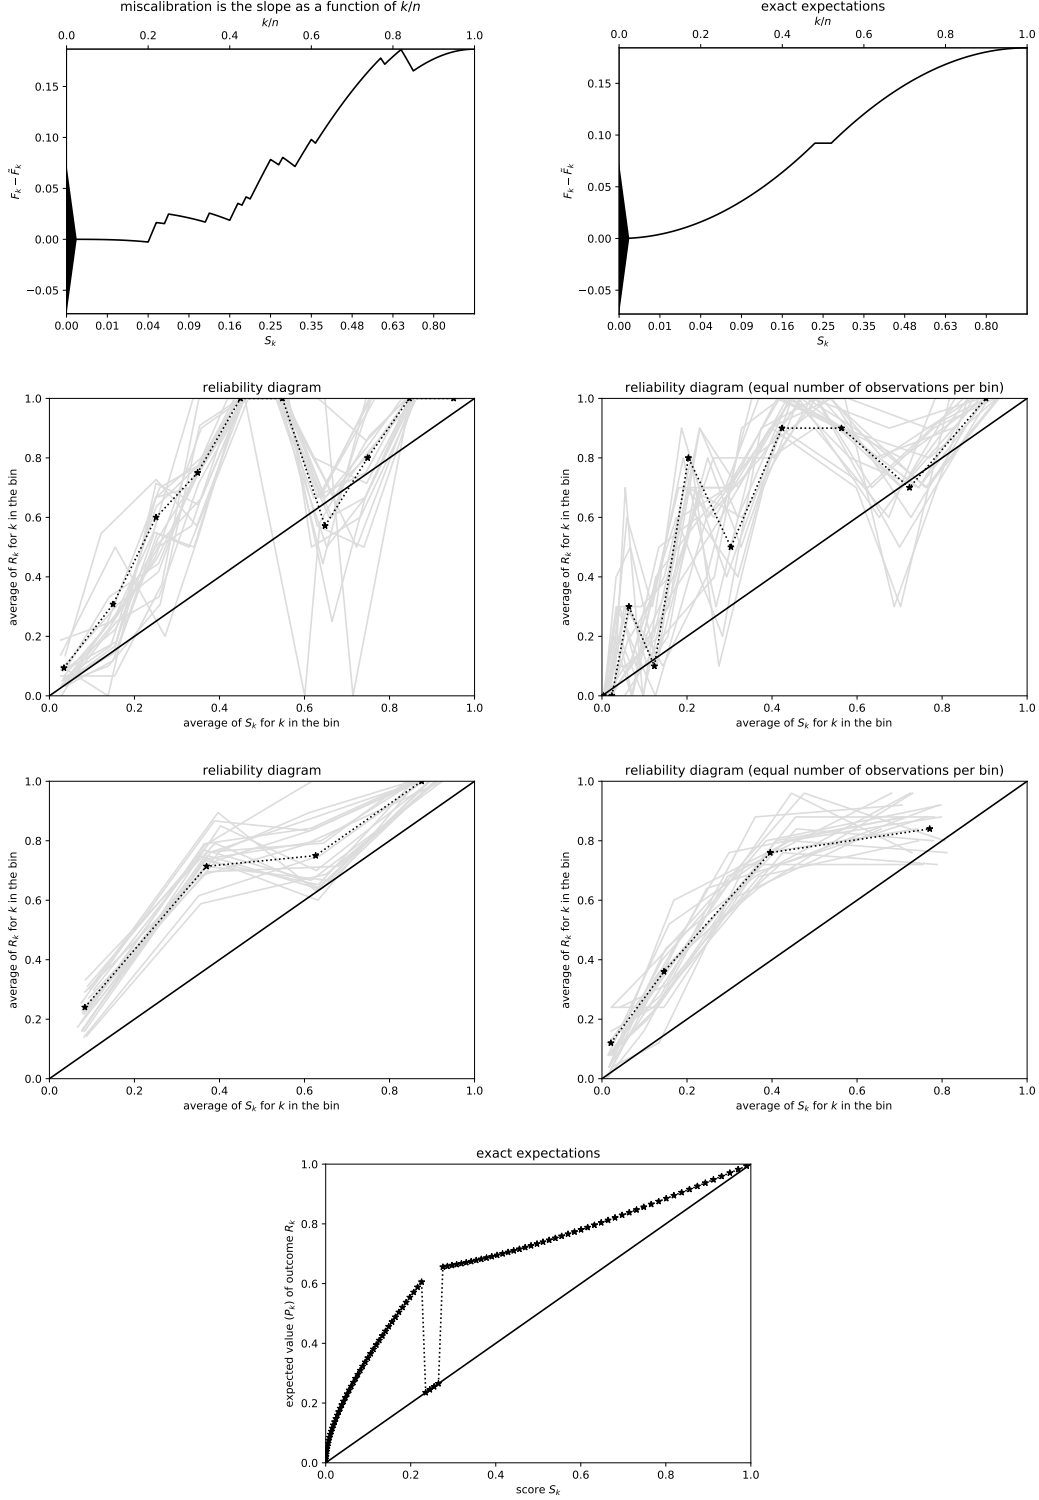 miscalibration is the slope as a function of k/n
k/n
0.0 0.2 0.4 0.6 0.8 1.0
0.15
0.10
0.05
0.00
−0.05
F_k − F̃_k
0.00 0.01 0.04 0.09 0.16 0.25 0.35 0.48 0.63 0.80
S_k
exact expectations
k/n
0.0 0.2 0.4 0.6 0.8 1.0
0.15
0.10
0.05
0.00
−0.05
F_k − F̃_k
0.00 0.01 0.04 0.09 0.16 0.25 0.35 0.48 0.63 0.80
S_k
reliability diagram
1.0
0.8
0.6
0.4
0.2
0.0
average of R_k for k in the bin
0.0 0.2 0.4 0.6 0.8 1.0
average of S_k for k in the bin
reliability diagram (equal number of observations per bin)
1.0
0.8
0.6
0.4
0.2
0.0
average of R_k for k in the bin
0.0 0.2 0.4 0.6 0.8 1.0
average of S_k for k in the bin
reliability diagram
1.0
0.8
0.6
0.4
0.2
0.0
average of R_k for k in the bin
0.0 0.2 0.4 0.6 0.8 1.0
average of S_k for k in the bin
reliability diagram (equal number of observations per bin)
1.0
0.8
0.6
0.4
0.2
0.0
average of R_k for k in the bin
0.0 0.2 0.4 0.6 0.8 1.0
average of S_k for k in the bin
exact expectations
1.0
0.8
0.6
0.4
0.2
0.0
expected value (P_k) of outcome R_k
0.0 0.2 0.4 0.6 0.8 1.0
score S_k